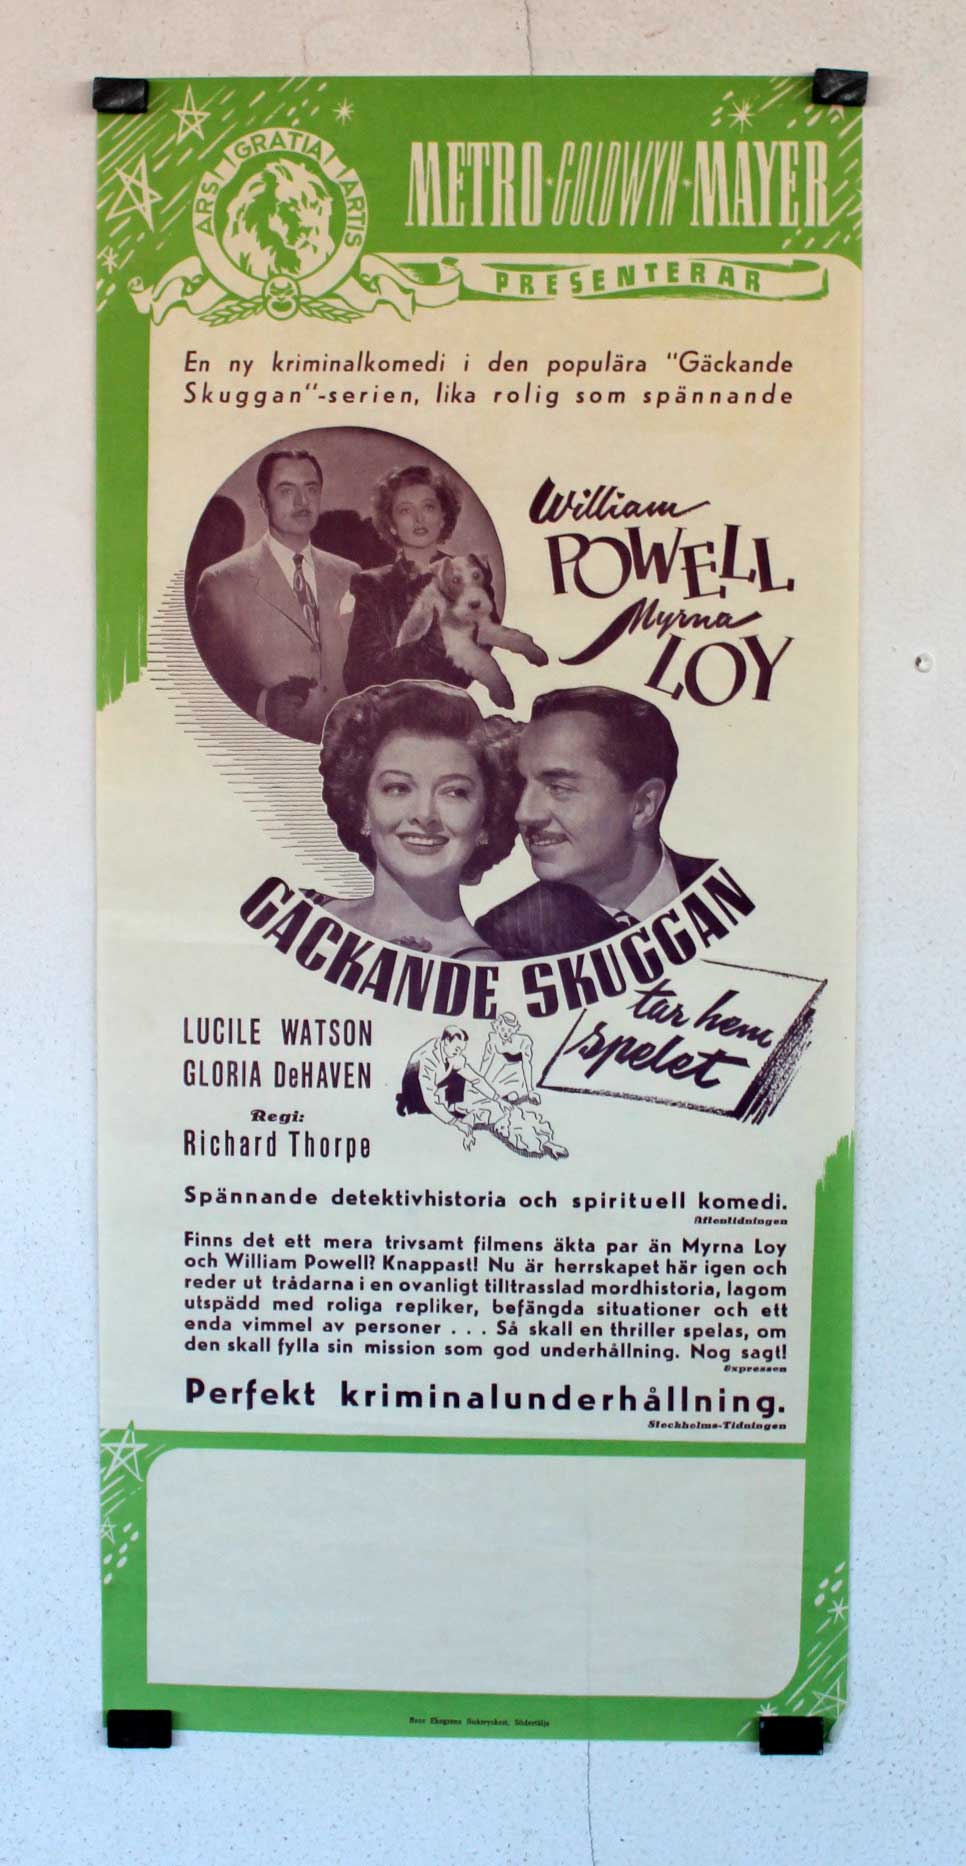 ARS GRATIA ARTIS
METRO·GOLDWYN·MAYER
PRESENTERAR
En ny kriminalkomedi i den populära "Gäckande
Skuggan"-serien, lika rolig som spännande
William
POWELL
Myrna
LOY
GÄCKANDE SKUGGAN
tar hem
spelet
LUCILE WATSON
GLORIA DeHAVEN
Regi:
Richard Thorpe
Spännande detektivhistoria och spirituell komedi.
Aftontidningen
Finns det ett mera trivsamt filmens äkta par än Myrna Loy
och William Powell? Knappast! Nu är herrskapet här igen och
reder ut trådarna i en ovanligt tilltrasslad mordhistoria, lagom
utspädd med roliga repliker, befängda situationer och ett
enda vimmel av personer . . . Så skall en thriller spelas, om
den skall fylla sin mission som god underhållning. Nog sagt!
Expressen
Perfekt kriminalunderhållning.
Stockholms-Tidningen
Södertälje